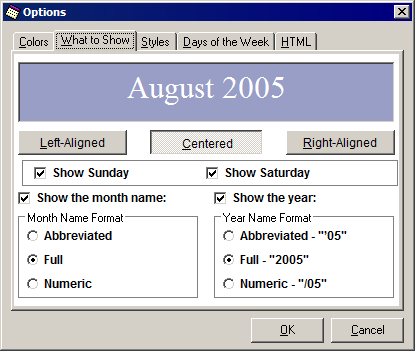 Options
Colors What to Show Styles Days of the Week HTML
August 2005
Left-Aligned Centered Right-Aligned
Show Sunday Show Saturday
Show the month name: Show the year:
Month Name Format Year Name Format
Abbreviated Abbreviated - "'05"
Full Full - "2005"
Numeric Numeric - "/05"
OK Cancel